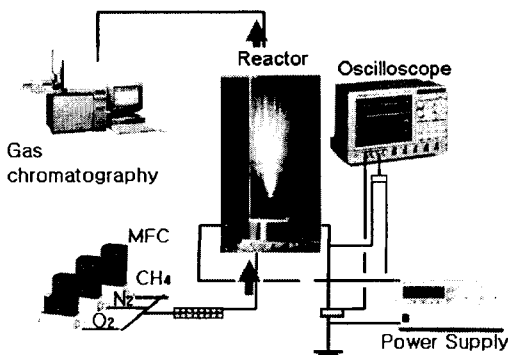 Reactor
Oscilloscope
Gas
chromatography
MFC
CH4
N2
O2
Power Supply